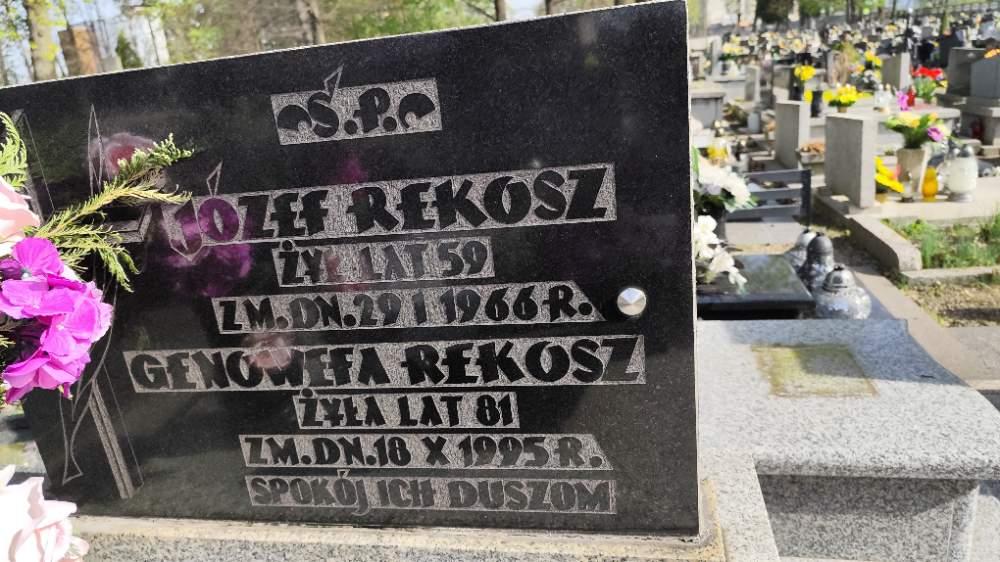 Ś.P.
JÓZEF REKOSZ
ŻYŁ LAT 59
ZM.DN.29 I 1966 R.
GENOWEFA REKOSZ
ŻYŁA LAT 81
ZM.DN.18 X 1995 R.
SPOKÓJ ICH DUSZOM